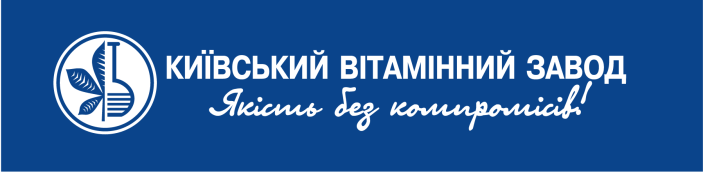 КИЇВСЬКИЙ ВІТАМІННИЙ ЗАВОД
Якість без компромісів!